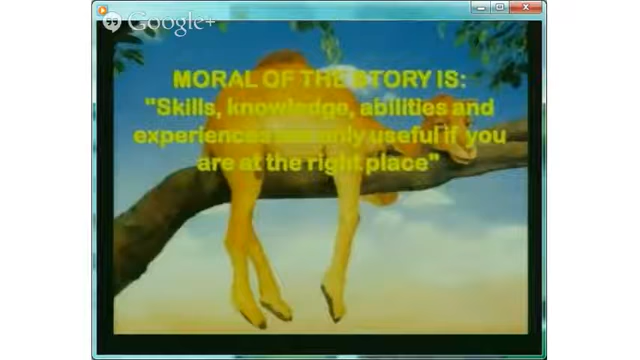 Google+
MORAL OF THE STORY IS:
"Skills, knowledge, abilities and
experiences are only useful if you
are at the right place"